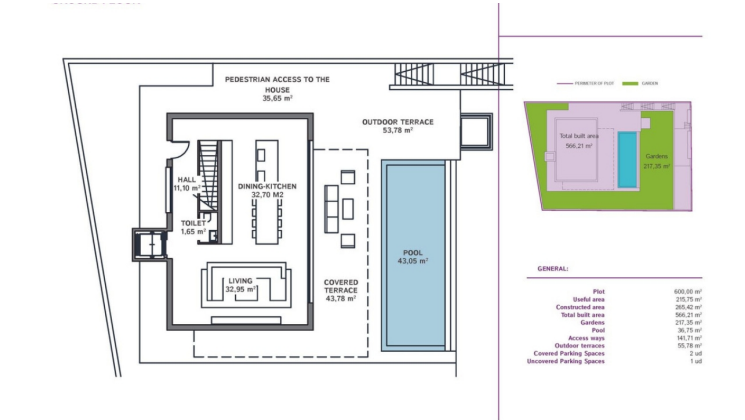 PEDESTRIAN ACCESS TO THE
HOUSE
35,65 m²
OUTDOOR TERRACE
53,78 m²
HALL
11,10 m²
DINING-KITCHEN
32,70 M2
TOILET
1,65 m²
LIVING
32,95 m²
COVERED
TERRACE
43,78 m²
POOL
43,05 m²
PERIMETER OF PLOT
GARDEN
Total built area
566,21 m²
Gardens
217,35 m²
GENERAL:
Plot 600,00 m²
Useful area 215,75 m²
Constructed area 265,42 m²
Total built area 566,21 m²
Gardens 217,35 m²
Pool 36,75 m²
Access ways 141,71 m²
Outdoor terraces 55,78 m²
Covered Parking Spaces 2 ud
Uncovered Parking Spaces 1 ud